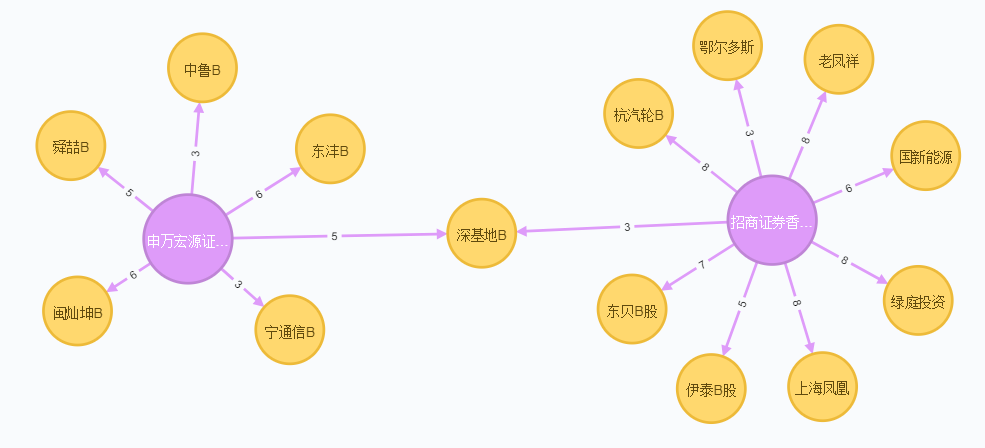 中鲁B
舜喆B
东沣B
3
5
6
申万宏源证…
5
深基地B
6
3
闽灿坤B
宁通信B
鄂尔多斯
老凤祥
杭汽轮B
国新能源
3
8
8
6
招商证券香…
3
7
8
5
8
东贝B股
绿庭投资
伊泰B股
上海凤凰